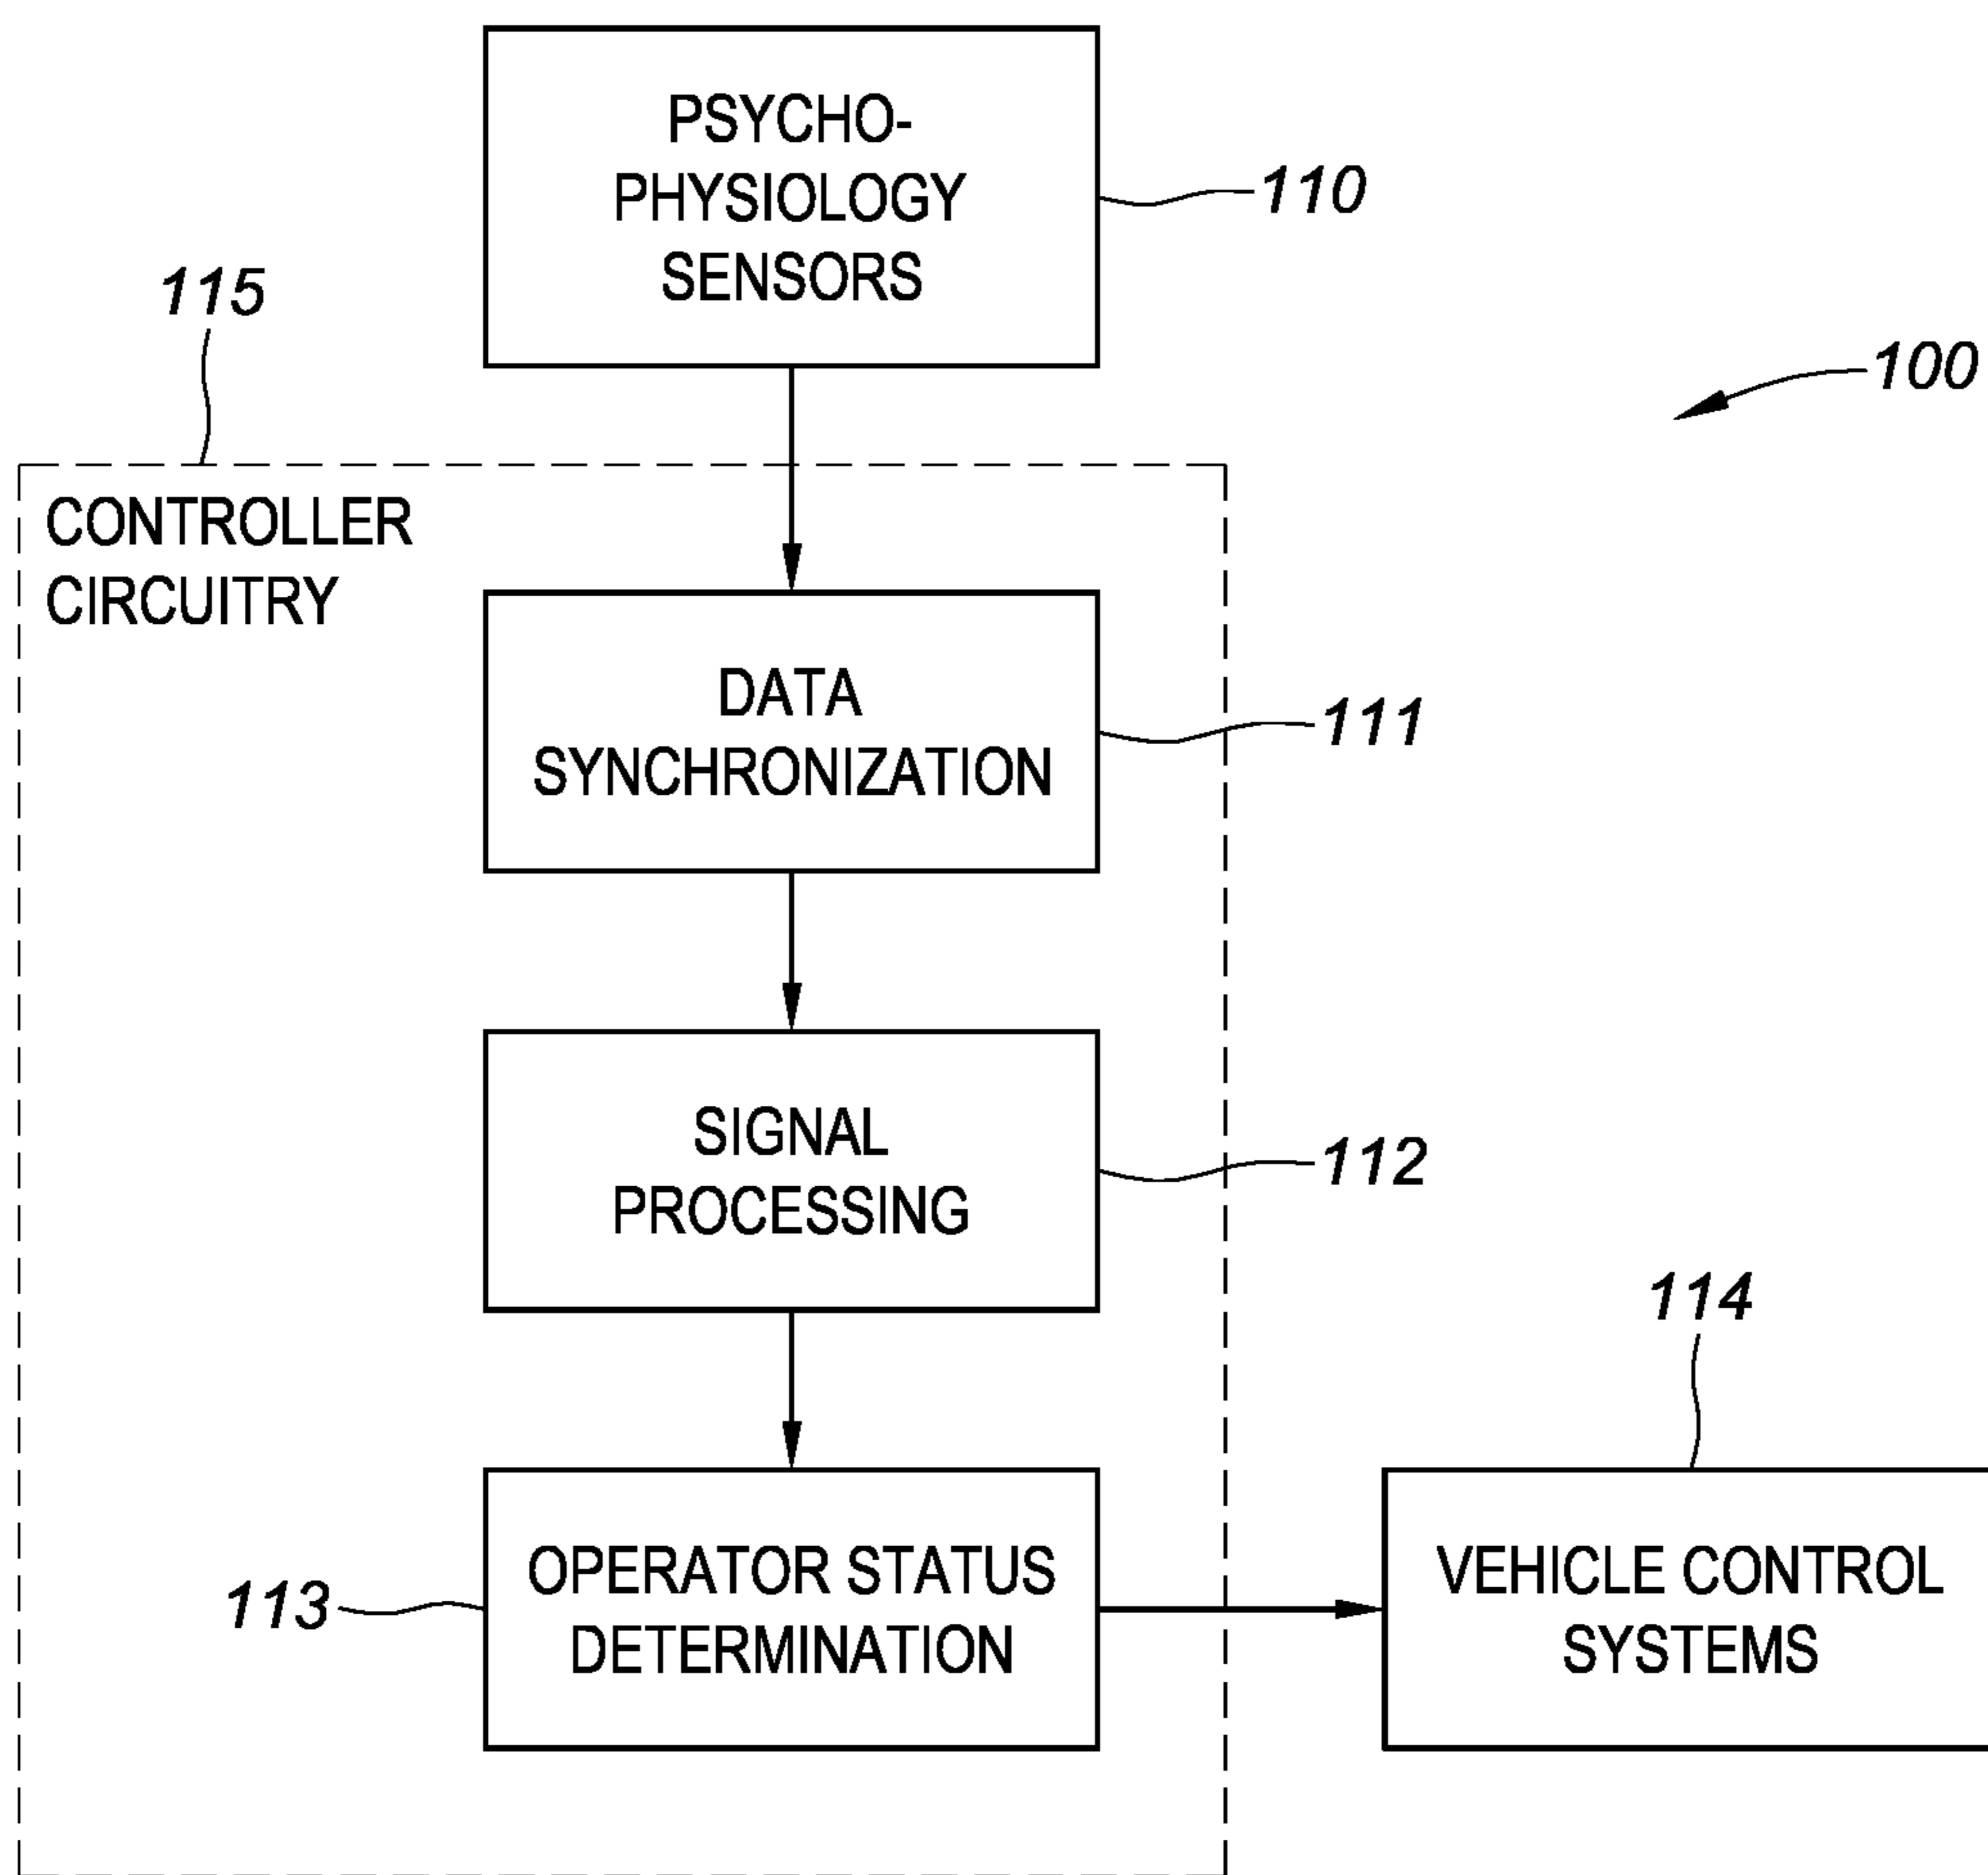 PSYCHO-
PHYSIOLOGY
SENSORS
110
115
100
CONTROLLER
CIRCUITRY
DATA
SYNCHRONIZATION
111
SIGNAL
PROCESSING
112
114
113
OPERATOR STATUS
DETERMINATION
VEHICLE CONTROL
SYSTEMS